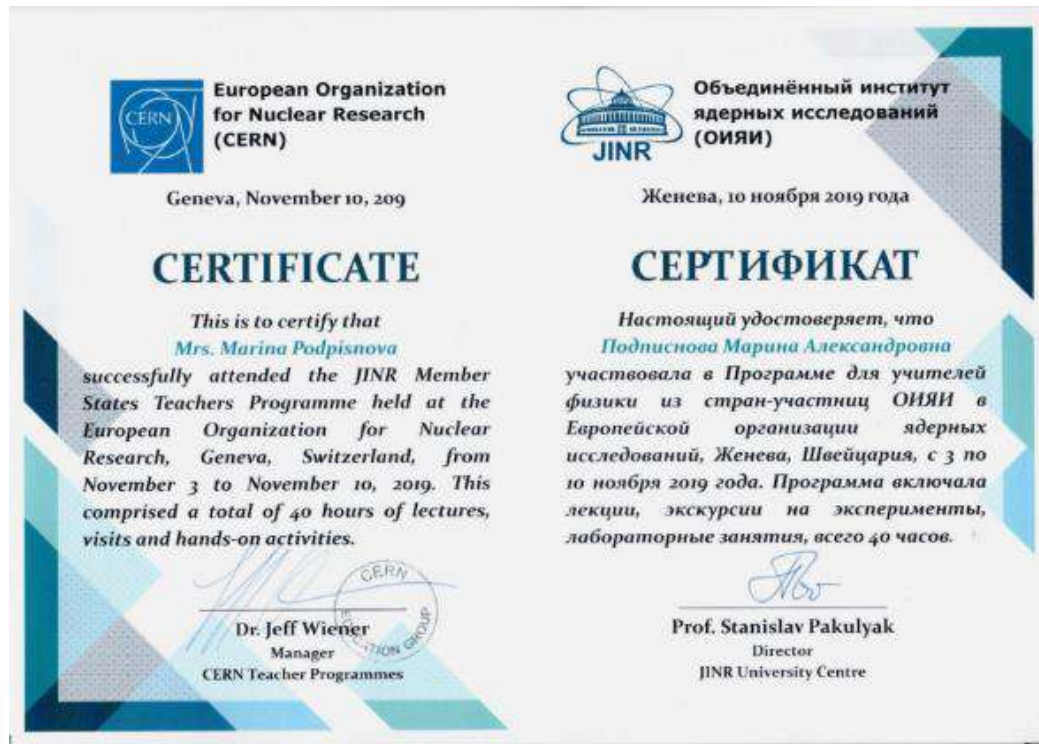 CERN
European Organization
for Nuclear Research
(CERN)
Geneva, November 10, 209
CERTIFICATE
This is to certify that
Mrs. Marina Podpisnova
successfully attended the JINR Member
States Teachers Programme held at the
European Organization for Nuclear
Research, Geneva, Switzerland, from
November 3 to November 10, 2019. This
comprised a total of 40 hours of lectures,
visits and hands-on activities.
CERN
EDUCATION GROUP
Dr. Jeff Wiener
Manager
CERN Teacher Programmes
JINR
Объединённый институт
ядерных исследований
(ОИЯИ)
Женева, 10 ноября 2019 года
СЕРТИФИКАТ
Настоящий удостоверяет, что
Подписнова Марина Александровна
участвовала в Программе для учителей
физики из стран-участниц ОИЯИ в
Европейской организации ядерных
исследований, Женева, Швейцария, с 3 по
10 ноября 2019 года. Программа включала
лекции, экскурсии на эксперименты,
лабораторные занятия, всего 40 часов.
Prof. Stanislav Pakulyak
Director
JINR University Centre